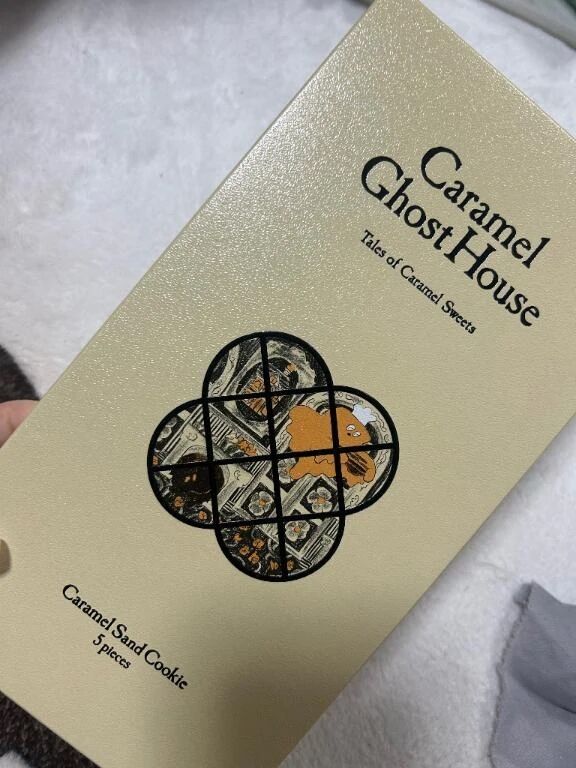 Caramel
Ghost House
Tales of Caramel Sweets
Caramel Sand Cookie
5 pieces